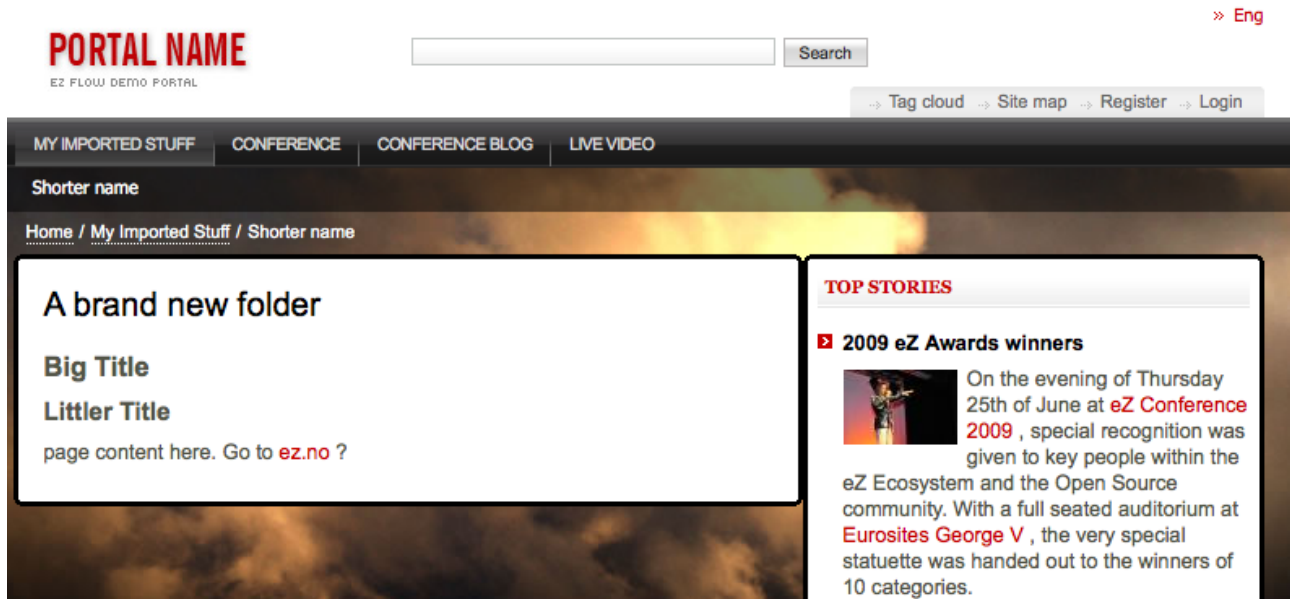 » Eng
PORTAL NAME
EZ FLOW DEMO PORTAL
Search
Tag cloud Site map Register Login
MY IMPORTED STUFF CONFERENCE CONFERENCE BLOG LIVE VIDEO
Shorter name
Home / My Imported Stuff / Shorter name
A brand new folder
Big Title
Littler Title
page content here. Go to ez.no ?
TOP STORIES
2009 eZ Awards winners
On the evening of Thursday
25th of June at eZ Conference
2009 , special recognition was
given to key people within the
eZ Ecosystem and the Open Source
community. With a full seated auditorium at
Eurosites George V , the very special
statuette was handed out to the winners of
10 categories.